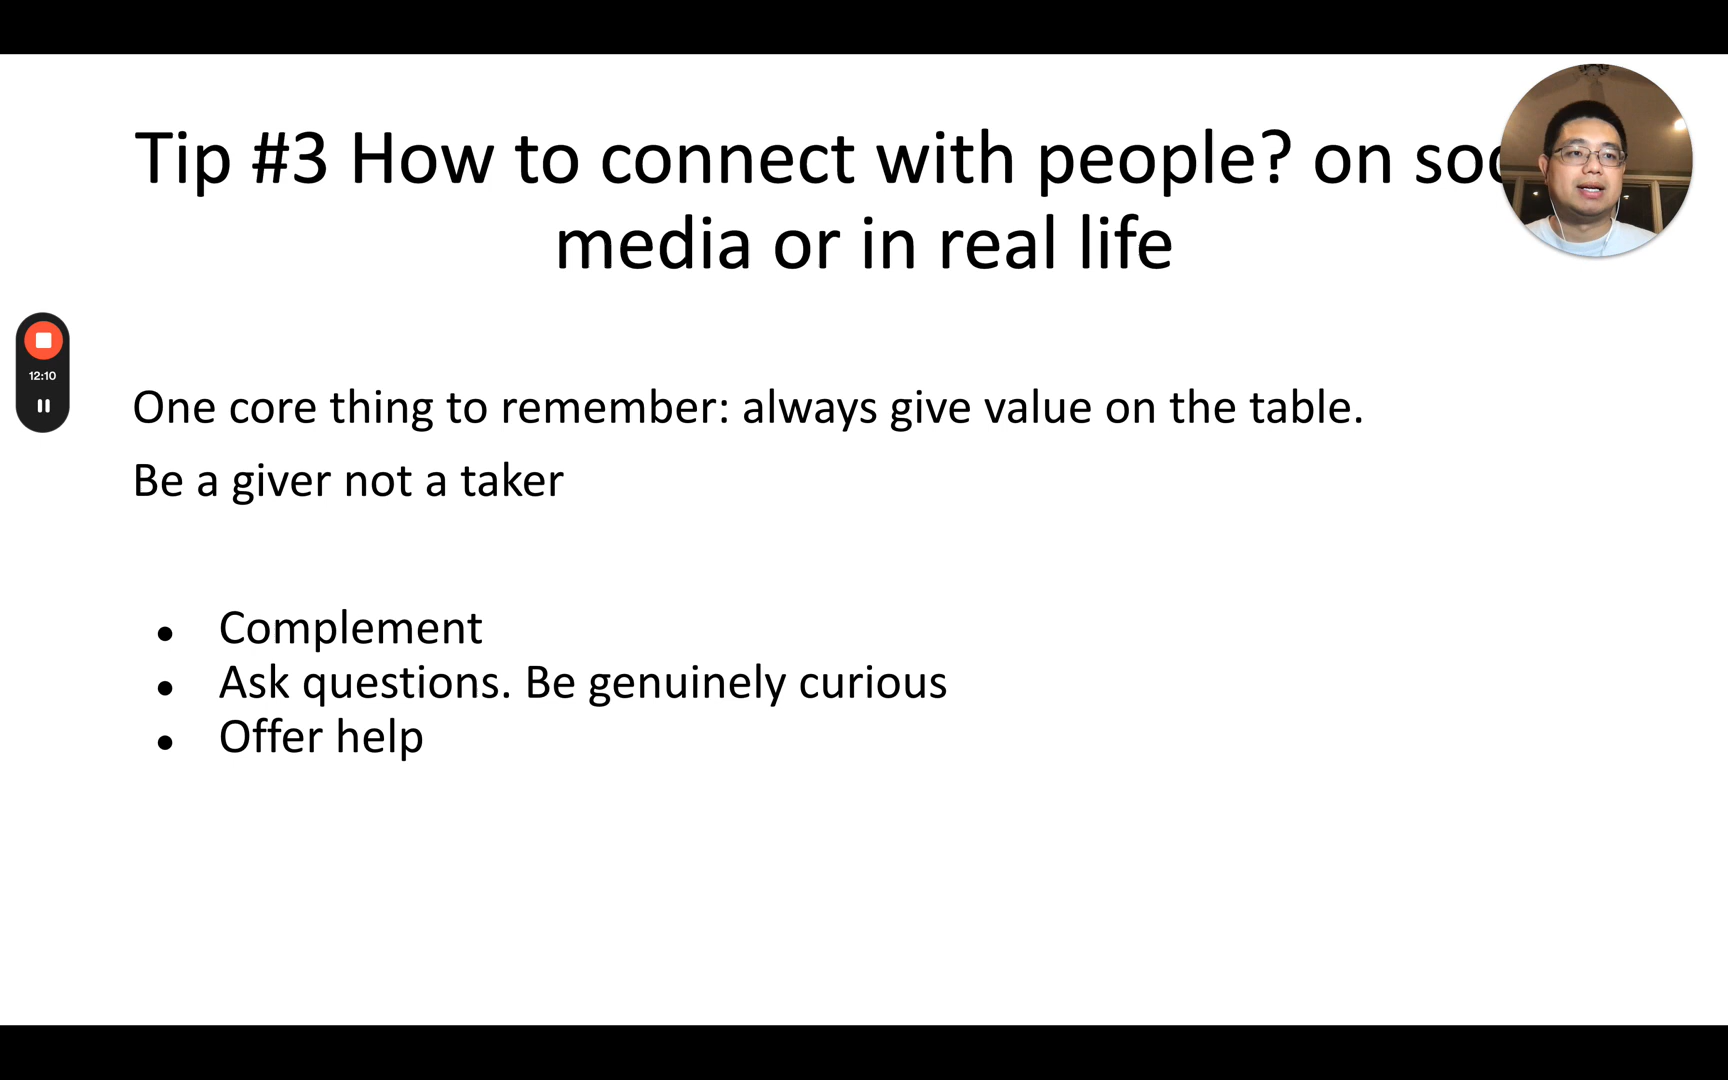 Tip #3 How to connect with people? on
media or in real life
12:10
One core thing to remember: always give value on the table.
Be a giver not a taker
• Complement
• Ask questions. Be genuinely curious
• Offer help